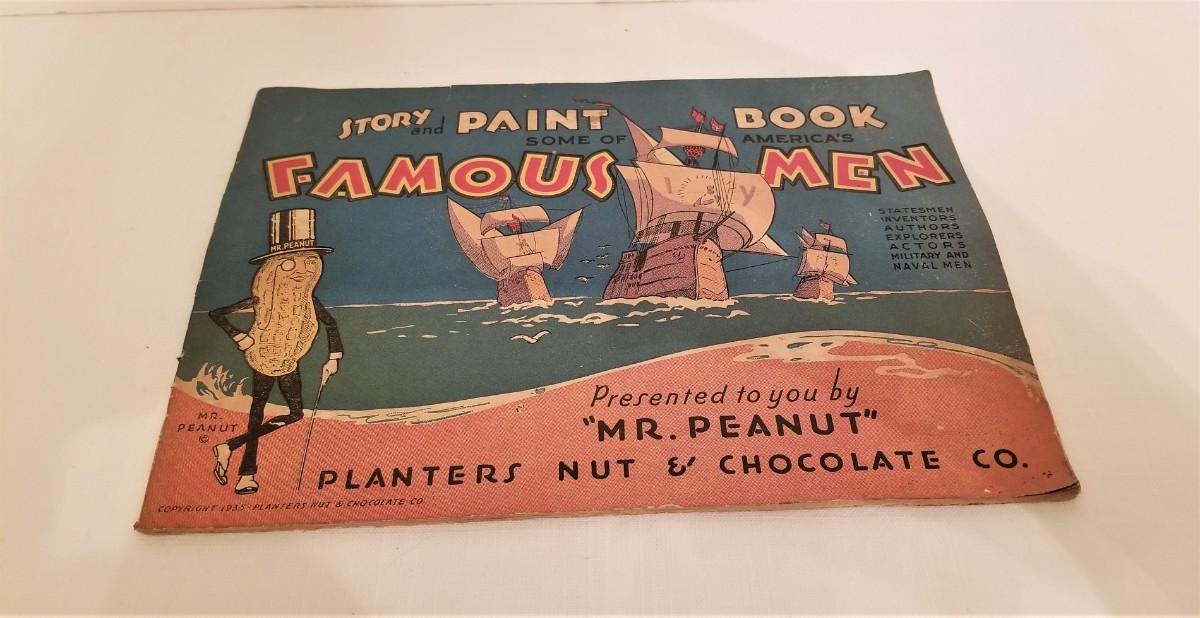 STORY and PAINT BOOK
SOME OF AMERICA'S
FAMOUS MEN
STATESMEN
INVENTORS
AUTHORS
EXPLORERS
ACTORS
MILITARY AND
NAVAL MEN
MR. PEANUT
MR.
PEANUT
©
Presented to you by
"MR. PEANUT"
PLANTERS NUT & CHOCOLATE CO.
COPYRIGHT 1935-PLANTERS NUT & CHOCOLATE CO